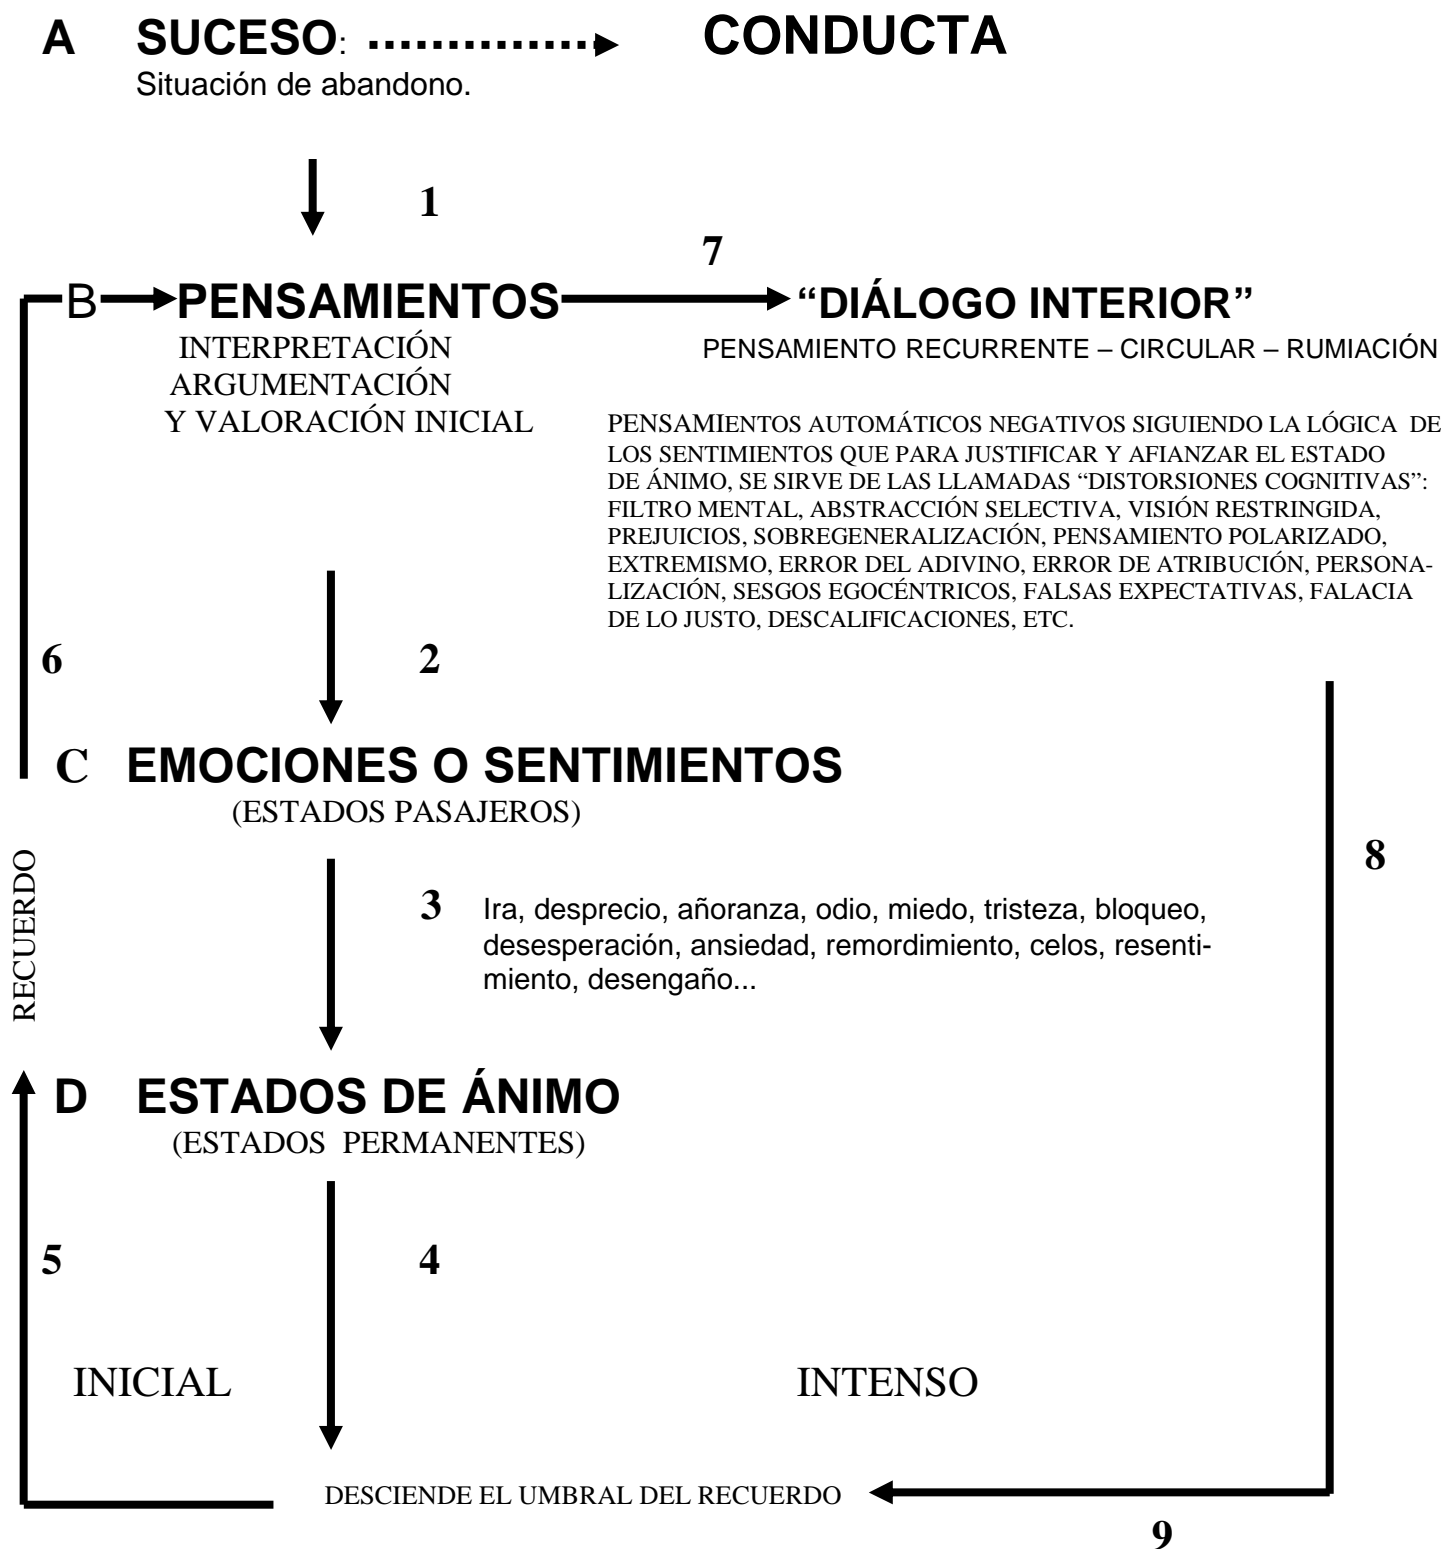 A SUCESO: ............... CONDUCTA
Situación de abandono.
1
7
B PENSAMIENTOS “DIÁLOGO INTERIOR”
INTERPRETACIÓN
ARGUMENTACIÓN
Y VALORACIÓN INICIAL
PENSAMIENTO RECURRENTE – CIRCULAR – RUMIACIÓN
PENSAMIENTOS AUTOMÁTICOS NEGATIVOS SIGUIENDO LA LÓGICA DE
LOS SENTIMIENTOS QUE PARA JUSTIFICAR Y AFIANZAR EL ESTADO
DE ÁNIMO, SE SIRVE DE LAS LLAMADAS “DISTORSIONES COGNITIVAS”:
FILTRO MENTAL, ABSTRACCIÓN SELECTIVA, VISIÓN RESTRINGIDA,
PREJUICIOS, SOBREGENERALIZACIÓN, PENSAMIENTO POLARIZADO,
EXTREMISMO, ERROR DEL ADIVINO, ERROR DE ATRIBUCIÓN, PERSONA-
LIZACIÓN, SESGOS EGOCÉNTRICOS, FALSAS EXPECTATIVAS, FALACIA
DE LO JUSTO, DESCALIFICACIONES, ETC.
6 2
C EMOCIONES O SENTIMIENTOS
(ESTADOS PASAJEROS)
8
RECUERDO
3 Ira, desprecio, añoranza, odio, miedo, tristeza, bloqueo,
desesperación, ansiedad, remordimiento, celos, resenti-
miento, desengaño...
D ESTADOS DE ÁNIMO
(ESTADOS PERMANENTES)
5 4
INICIAL INTENSO
DESCIENDE EL UMBRAL DEL RECUERDO
9